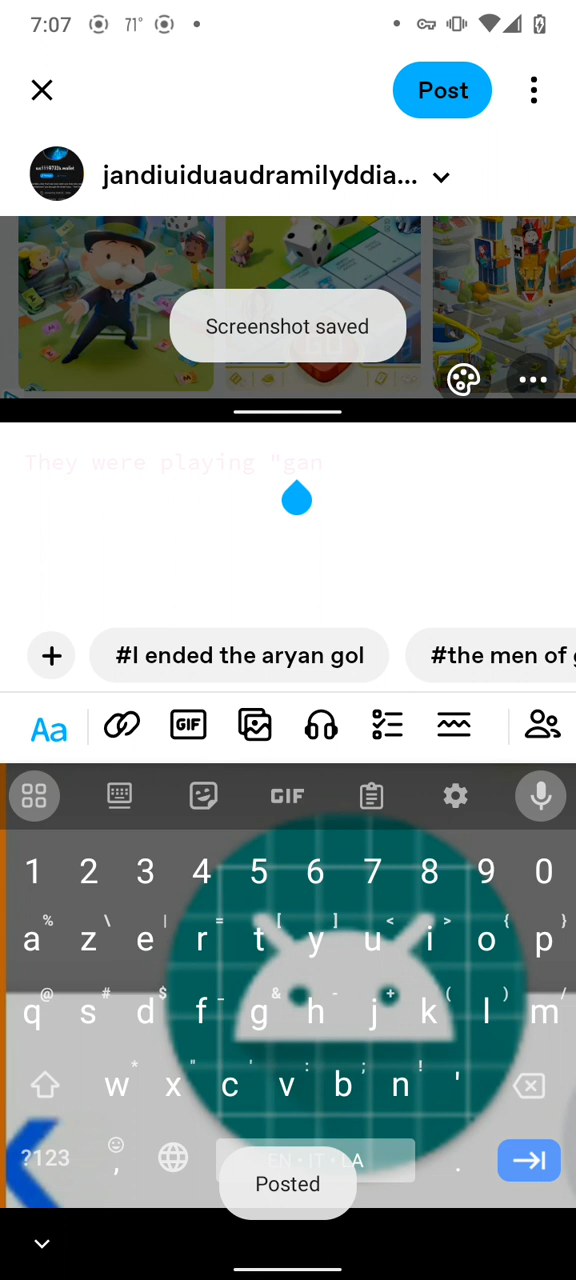 7:07 71°
Post
jandiuiduaudramilyddia...
Screenshot saved
They were playing "gan
#I ended the aryan gol
#the men of
Aa GIF
GIF
1 2 3 4 5 6 7 8 9 0
% \ | = [ ] < > { }
a z e r t y u i o p
@ # $ _ & - + ( ) /
q s d f g h j k l m
* " ' : ; !
w x c v b n '
?123 , EN • IT • LA .
Posted